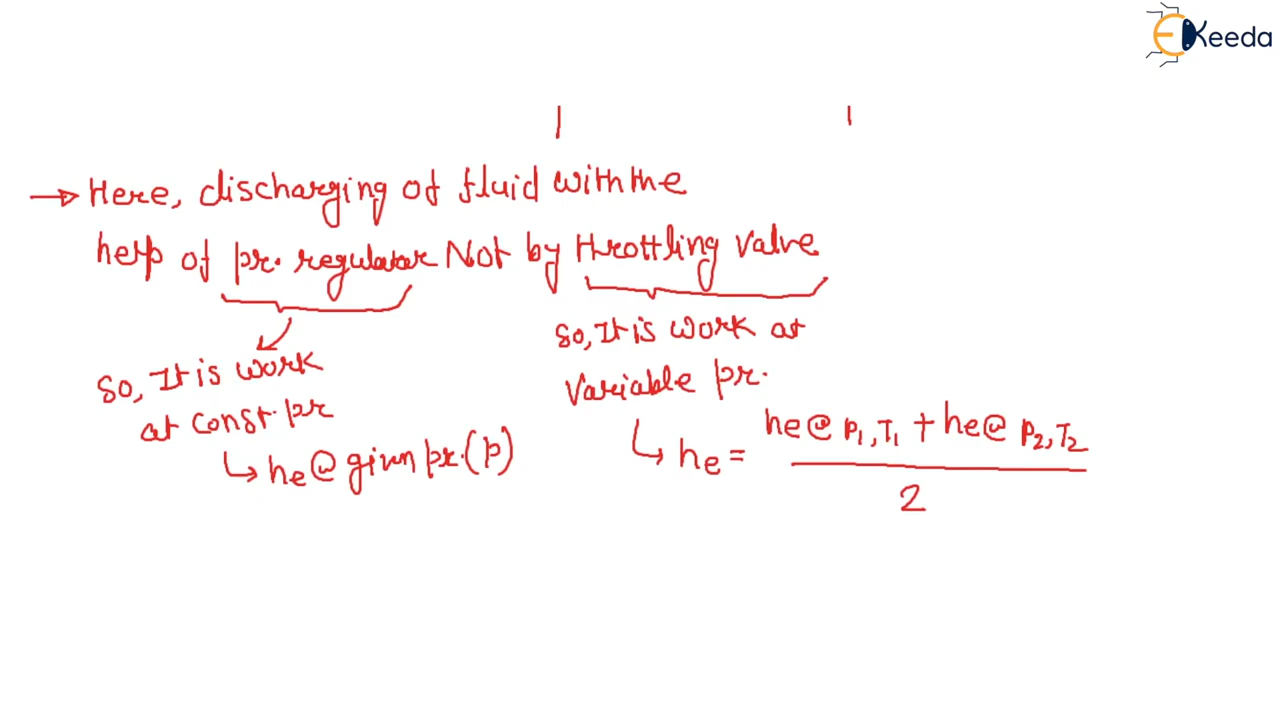 EKeeda
→ Here, discharging of fluid with the
help of pr. regulator Not by throttling valve
So, It is work
at const. pr
↳ he @ given pr. (p)
So, It is work at
variable pr.
↳ he = he @ P1, T1 + he @ P2, T2
2